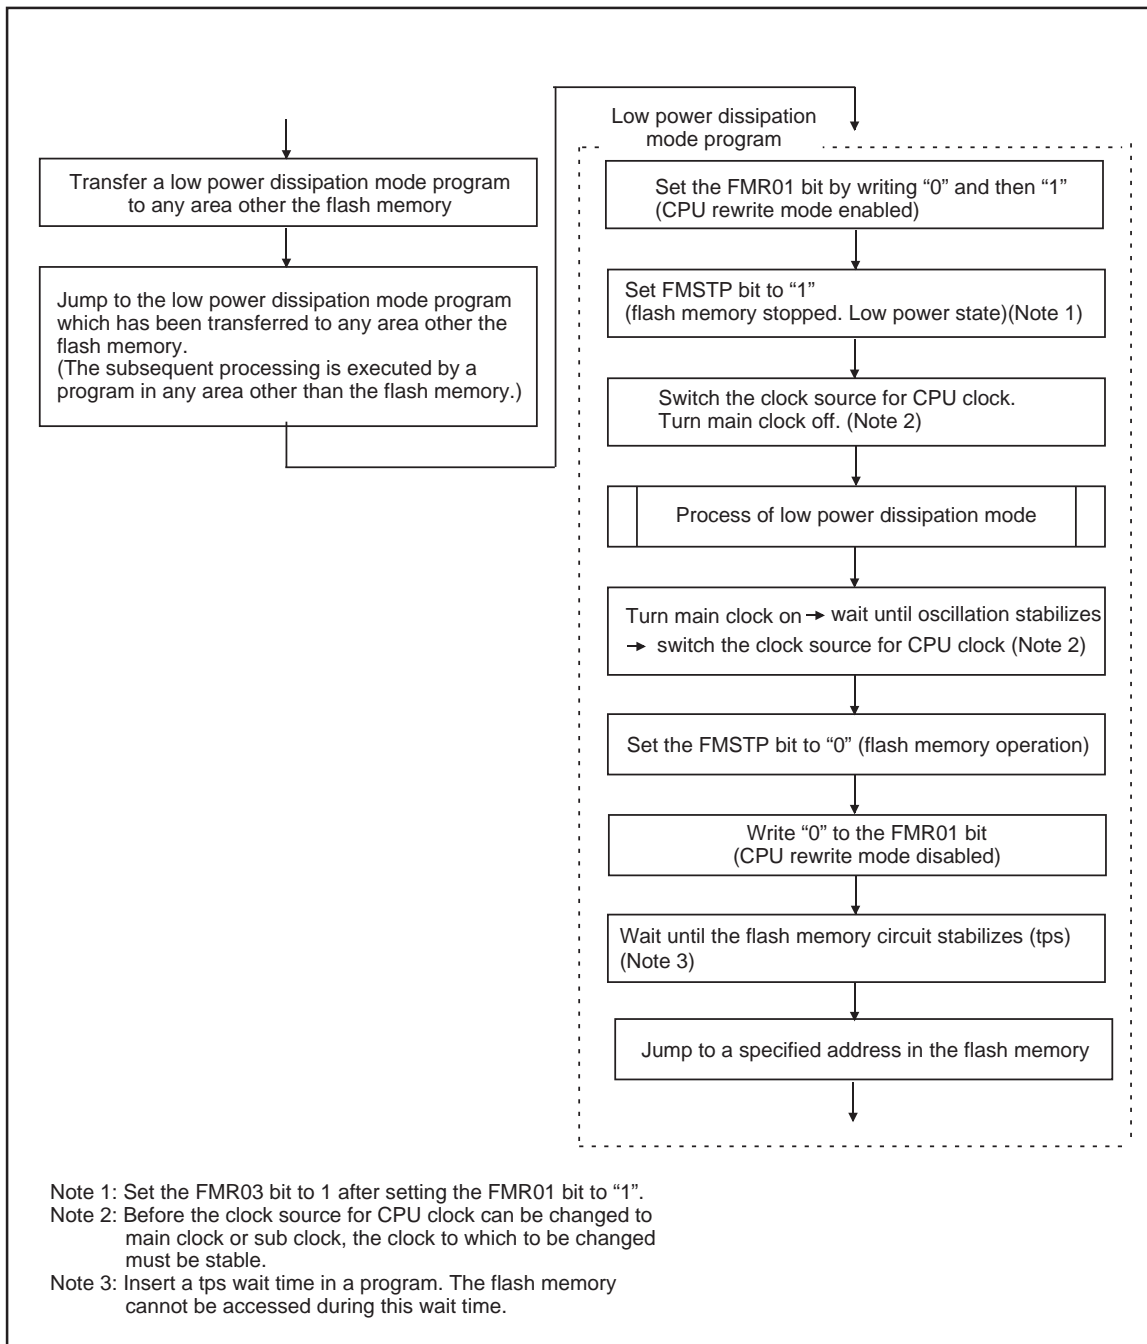 Transfer a low power dissipation mode program
to any area other the flash memory
Jump to the low power dissipation mode program
which has been transferred to any area other the
flash memory.
(The subsequent processing is executed by a
program in any area other than the flash memory.)
Low power dissipation
mode program
Set the FMR01 bit by writing “0” and then “1”
(CPU rewrite mode enabled)
Set FMSTP bit to “1”
(flash memory stopped. Low power state)(Note 1)
Switch the clock source for CPU clock.
Turn main clock off. (Note 2)
Process of low power dissipation mode
Turn main clock on → wait until oscillation stabilizes
→ switch the clock source for CPU clock (Note 2)
Set the FMSTP bit to “0” (flash memory operation)
Write “0” to the FMR01 bit
(CPU rewrite mode disabled)
Wait until the flash memory circuit stabilizes (tps)
(Note 3)
Jump to a specified address in the flash memory
Note 1: Set the FMR03 bit to 1 after setting the FMR01 bit to “1”.
Note 2: Before the clock source for CPU clock can be changed to
main clock or sub clock, the clock to which to be changed
must be stable.
Note 3: Insert a tps wait time in a program. The flash memory
cannot be accessed during this wait time.